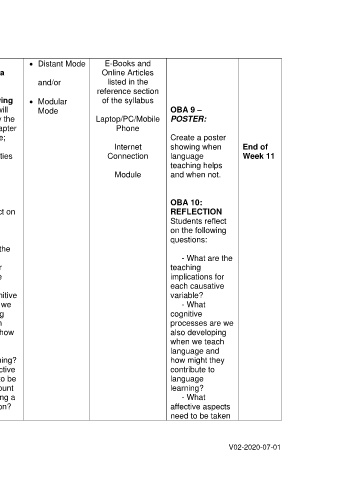 a
ving
vill
y the
apter
e;
ties
ct on
the
r
e
nitive
we
g
n
how
ning?
ctive
to be
ount
ng a
on?
• Distant Mode
and/or
• Modular
Mode
E-Books and
Online Articles
listed in the
reference section
of the syllabus
Laptop/PC/Mobile
Phone
Internet
Connection
Module
OBA 9 –
POSTER:
Create a poster
showing when
language
teaching helps
and when not.
OBA 10:
REFLECTION
Students reflect
on the following
questions:
- What are the
teaching
implications for
each causative
variable?
- What
cognitive
processes are we
also developing
when we teach
language and
how might they
contribute to
language
learning?
- What
affective aspects
need to be taken
End of
Week 11
V02-2020-07-01